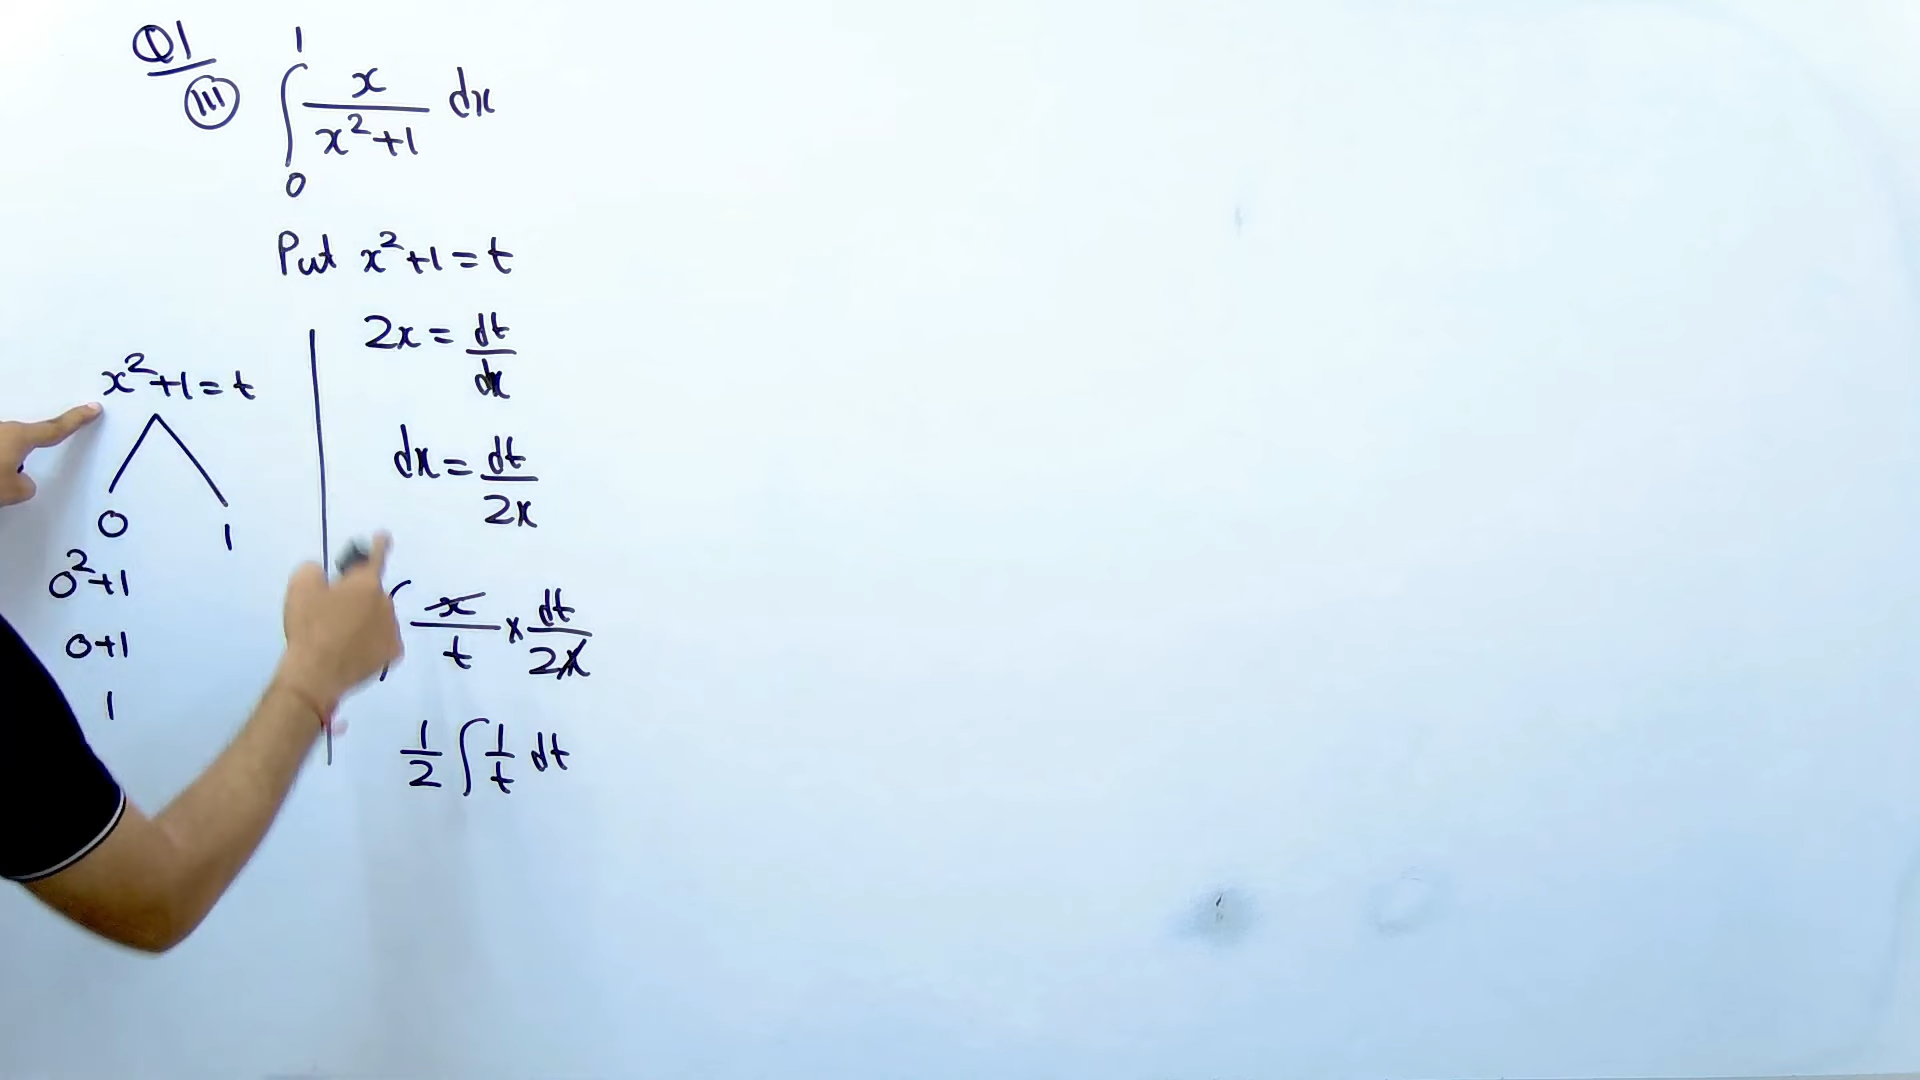 Q1
(iii) ∫₀¹ x/(x²+1) dx
Put x²+1=t
2x = dt/dx
x²+1=t
dx = dt/2x
0 1
0²+1
0+1
1
∫ x/t × dt/2x
1/2 ∫ 1/t dt